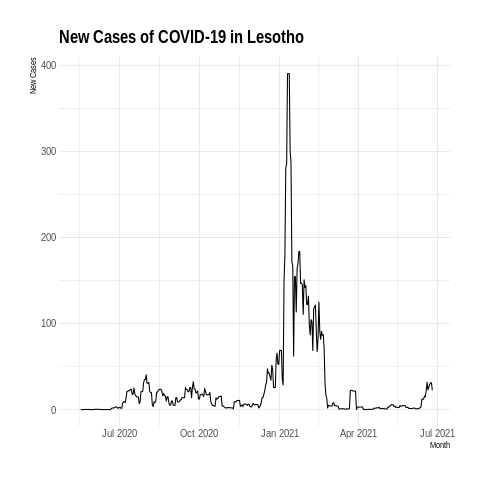 New Cases of COVID-19 in Lesotho
New Cases
400
300
200
100
0
Jul 2020 Oct 2020 Jan 2021 Apr 2021 Jul 2021
Month